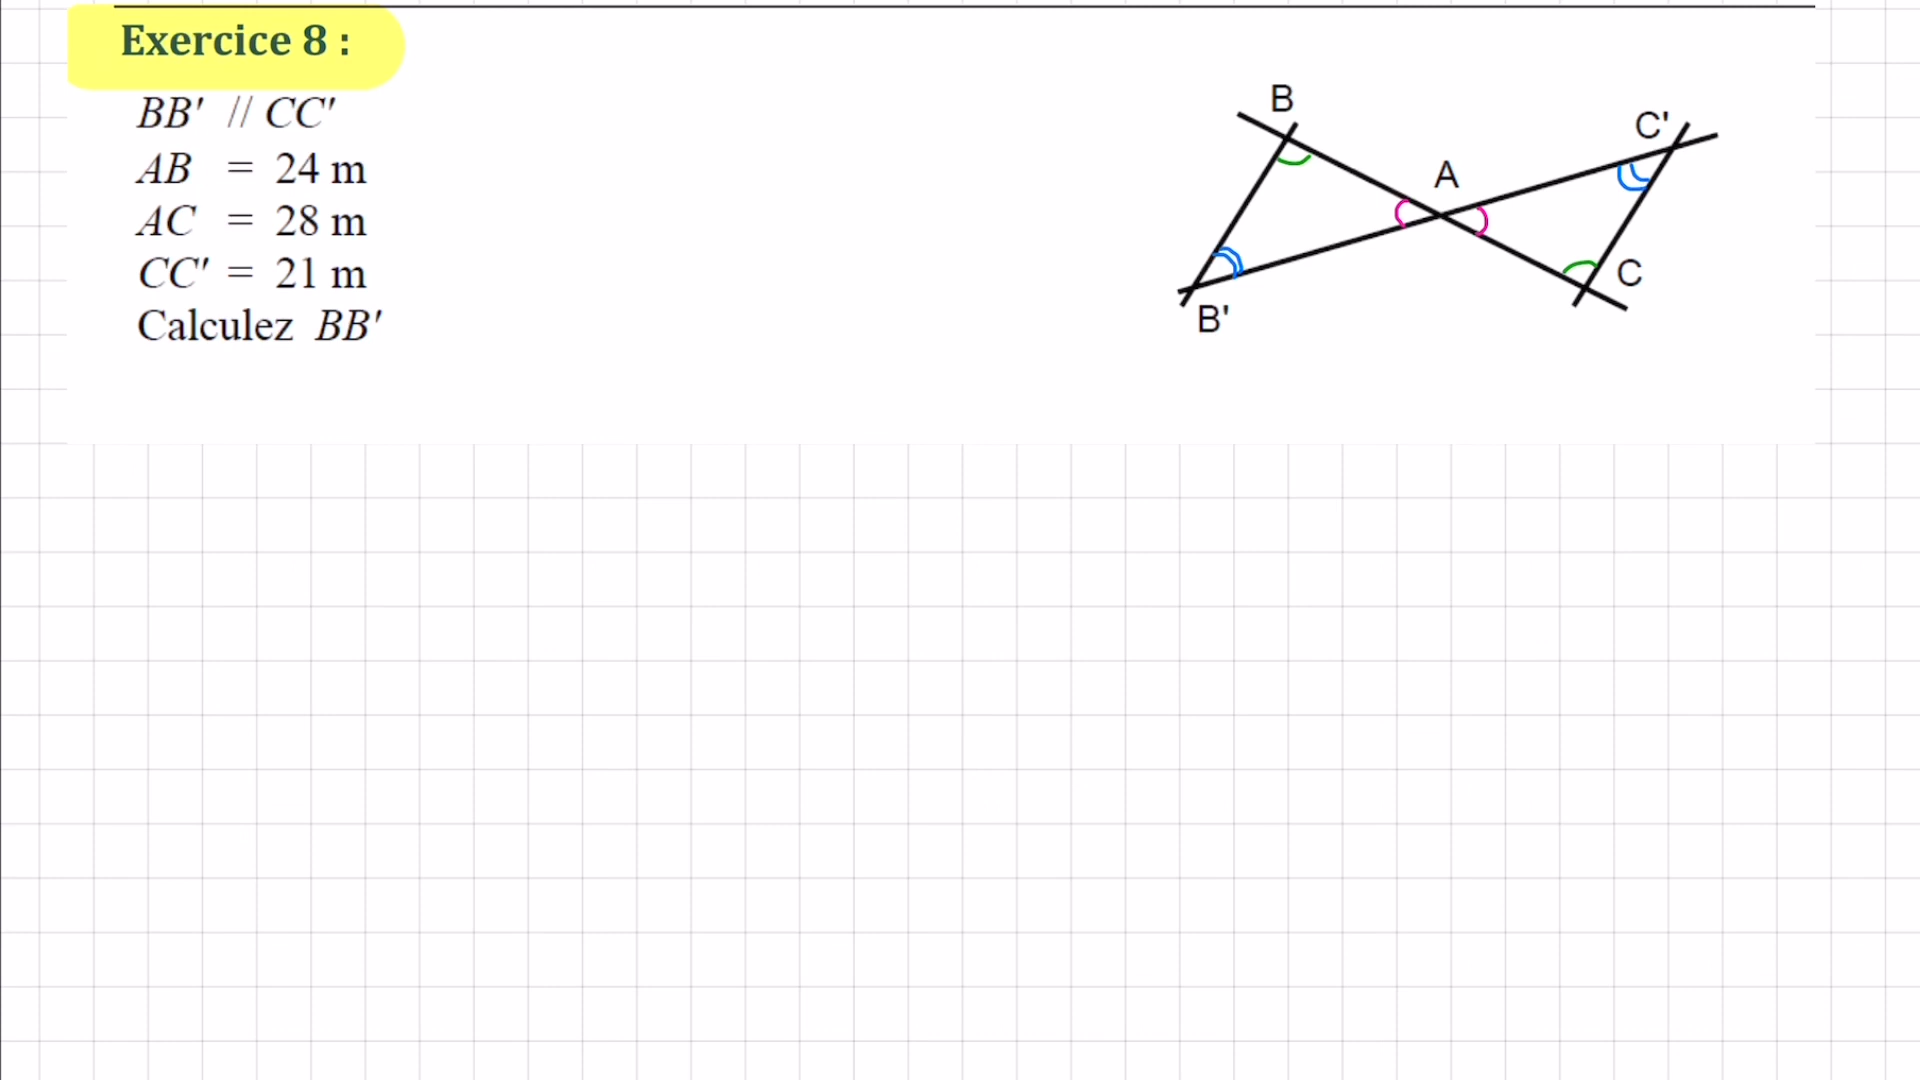 Exercice 8 :
BB' // CC'
AB = 24 m
AC = 28 m
CC' = 21 m
Calculez BB'
B
C'
A
C
B'